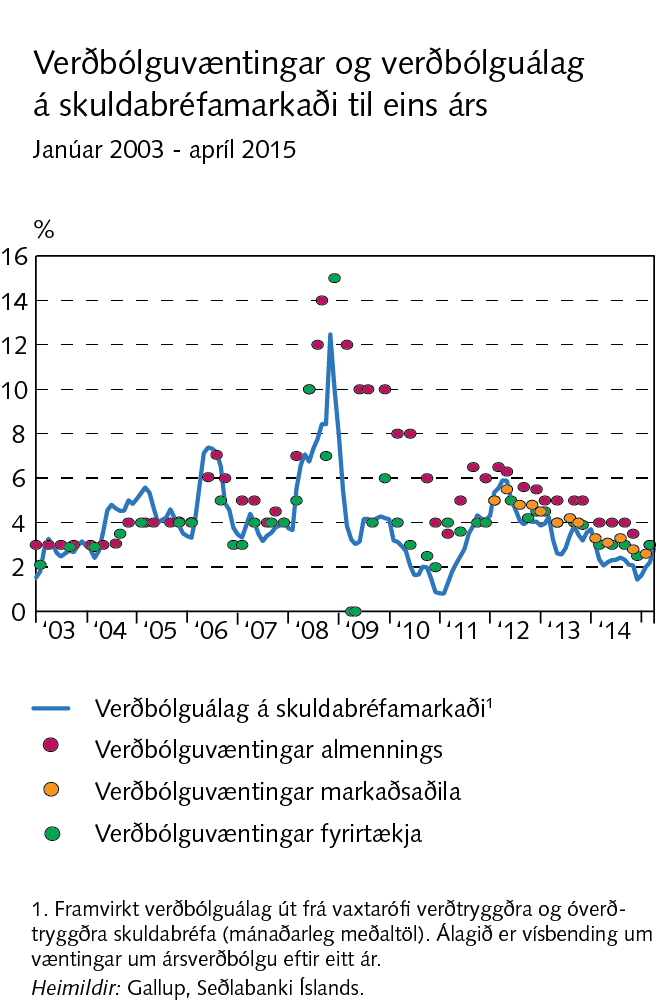 Verðbólguvæntingar og verðbólguálag
á skuldabréfamarkaði til eins árs
Janúar 2003 - apríl 2015
%
16
14
12
10
8
6
4
2
0
‘03 ‘04 ‘05 ‘06 ‘07 ‘08 ‘09 ‘10 ‘11 ‘12 ‘13 ‘14
Verðbólguálag á skuldabréfamarkaði¹
Verðbólguvæntingar almennings
Verðbólguvæntingar markaðsaðila
Verðbólguvæntingar fyrirtækja
1. Framvirkt verðbólguálag út frá vaxtarófi verðtryggðra og óverð-
tryggðra skuldabréfa (mánaðarleg meðaltöl). Álagið er vísbending um
væntingar um ársverðbólgu eftir eitt ár.
Heimildir: Gallup, Seðlabanki Íslands.